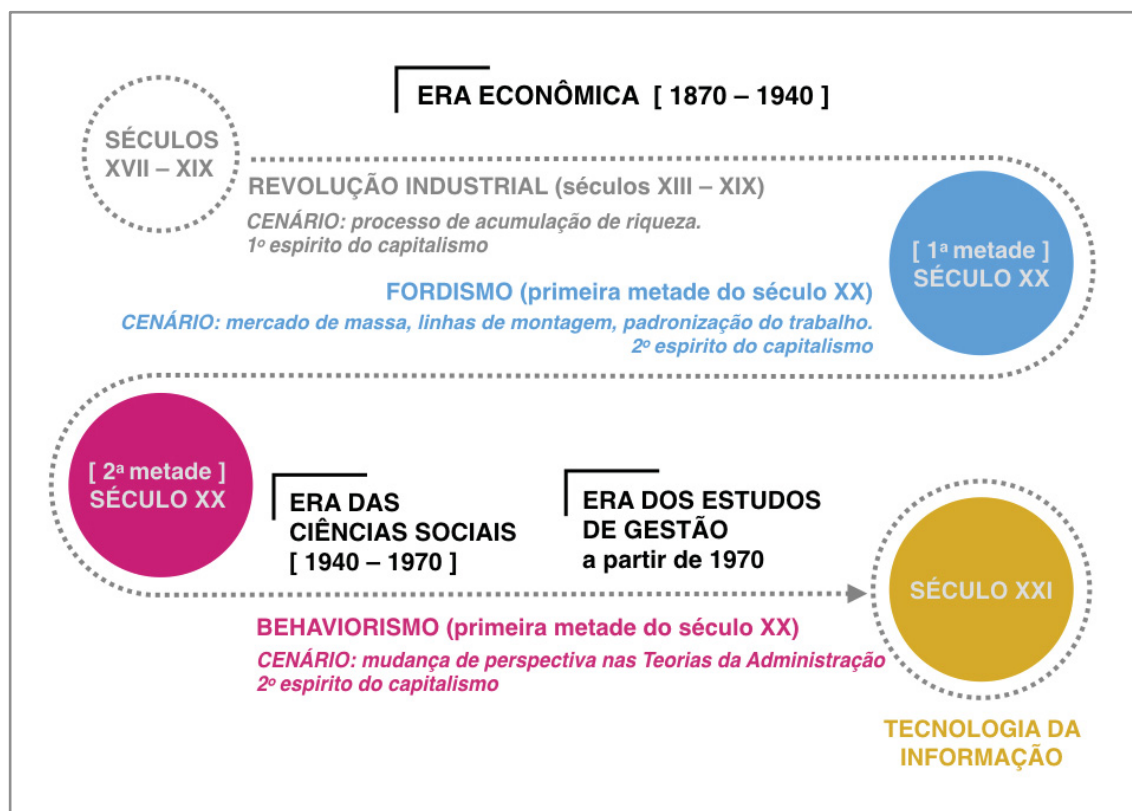 ERA ECONÔMICA [ 1870 – 1940 ]
SÉCULOS
XVII – XIX
REVOLUÇÃO INDUSTRIAL (séculos XIII – XIX)
CENÁRIO: processo de acumulação de riqueza.
1º espirito do capitalismo
[ 1ª metade ]
SÉCULO XX
FORDISMO (primeira metade do século XX)
CENÁRIO: mercado de massa, linhas de montagem, padronização do trabalho.
2º espirito do capitalismo
[ 2ª metade ]
SÉCULO XX
ERA DAS
CIÊNCIAS SOCIAIS
[ 1940 – 1970 ]
ERA DOS ESTUDOS
DE GESTÃO
a partir de 1970
SÉCULO XXI
BEHAVIORISMO (primeira metade do século XX)
CENÁRIO: mudança de perspectiva nas Teorias da Administração
2º espirito do capitalismo
TECNOLOGIA DA
INFORMAÇÃO